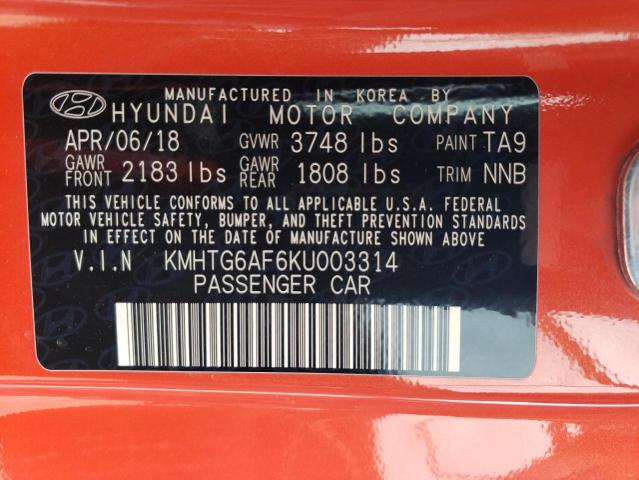 MANUFACTURED IN KOREA BY
HYUNDAI MOTOR COMPANY
APR/06/18 GVWR 3748 lbs PAINT TA9
GAWR FRONT 2183 lbs GAWR REAR 1808 lbs TRIM NNB
THIS VEHICLE CONFORMS TO ALL APPLICABLE U.S.A. FEDERAL
MOTOR VEHICLE SAFETY, BUMPER, AND THEFT PREVENTION STANDARDS
IN EFFECT ON THE DATE OF MANUFACTURE SHOWN ABOVE.
V.I.N KMHTG6AF6KU003314
PASSENGER CAR